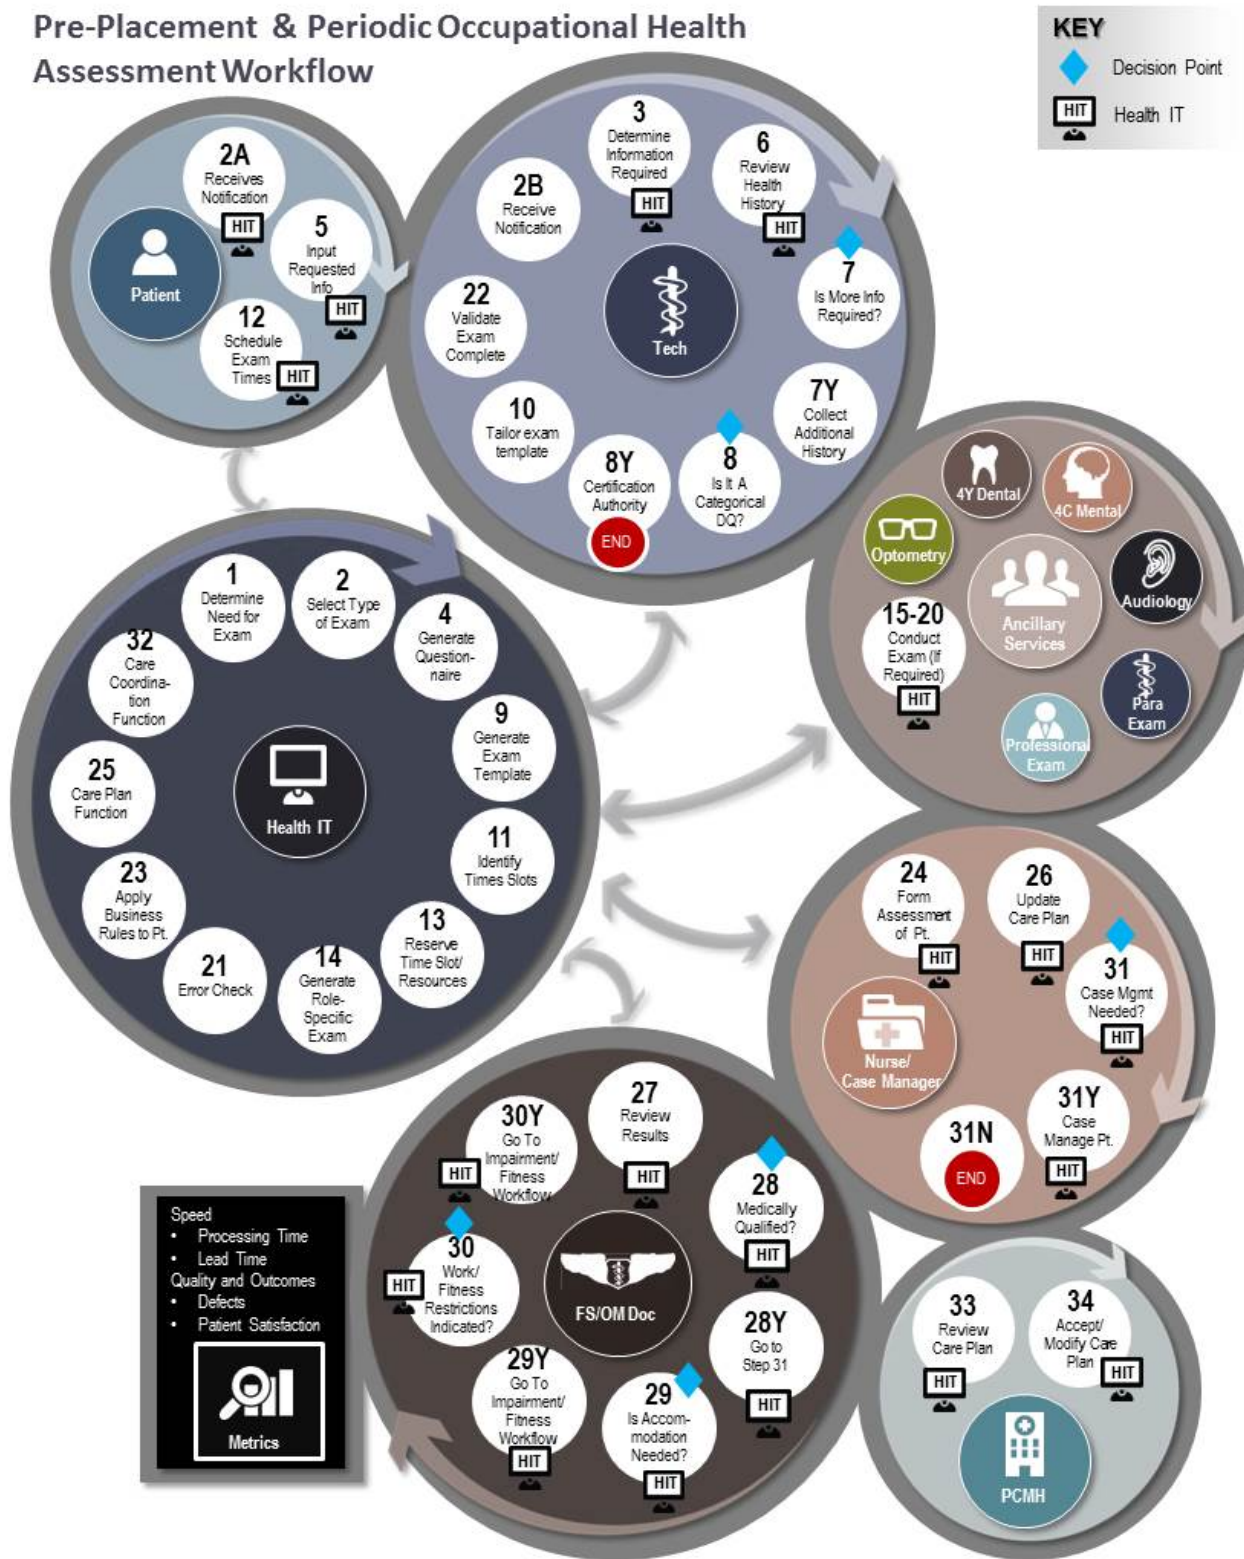 Pre-Placement & Periodic Occupational Health
Assessment Workflow
KEY
Decision Point
HIT
Health IT
2A
Receives
Notification
HIT
5
Input
Requested
Info
HIT
12
Schedule
Exam
Times
HIT
Patient
3
Determine
Information
Required
HIT
6
Review
Health
History
HIT
2B
Receive
Notification
7
Is More Info
Required?
22
Validate
Exam
Complete
Tech
7Y
Collect
Additional
History
10
Tailor exam
template
8Y
Certification
Authority
END
8
Is It A
Categorical
DQ?
4Y Dental
4C Mental
Optometry
Audiology
Ancillary
Services
15-20
Conduct
Exam (If
Required)
HIT
Para
Exam
Professional
Exam
1
Determine
Need for
Exam
2
Select Type
of Exam
4
Generate
Question-
naire
32
Care
Coordina-
tion
Function
9
Generate
Exam
Template
25
Care Plan
Function
Health IT
11
Identify
Times Slots
23
Apply
Business
Rules to Pt.
13
Reserve
Time Slot/
Resources
21
Error Check
14
Generate
Role-
Specific
Exam
24
Form
Assessment
of Pt.
HIT
26
Update
Care Plan
HIT
31
Case Mgmt
Needed?
HIT
Nurse/
Case Manager
31Y
Case
Manage Pt.
HIT
31N
END
27
Review
Results
HIT
30Y
Go To
Impairment/
Fitness
Workflow
HIT
28
Medically
Qualified?
HIT
30
Work/
Fitness
Restrictions
Indicated?
HIT
FS/OM Doc
28Y
Go to
Step 31
HIT
29Y
Go To
Impairment/
Fitness
Workflow
HIT
29
Is Accom-
modation
Needed?
HIT
33
Review
Care Plan
HIT
34
Accept/
Modify Care
Plan
HIT
PCMH
Speed
• Processing Time
• Lead Time
Quality and Outcomes
• Defects
• Patient Satisfaction
Metrics